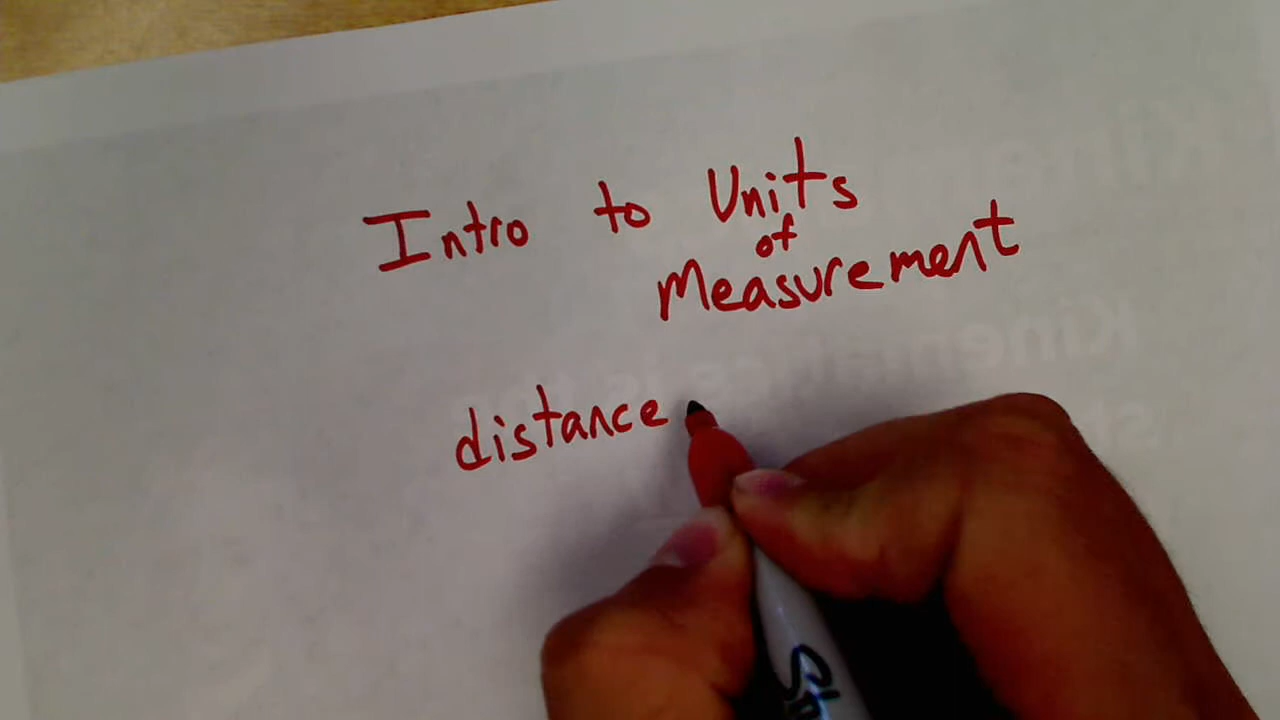 Intro to Units
of
Measurement
distance